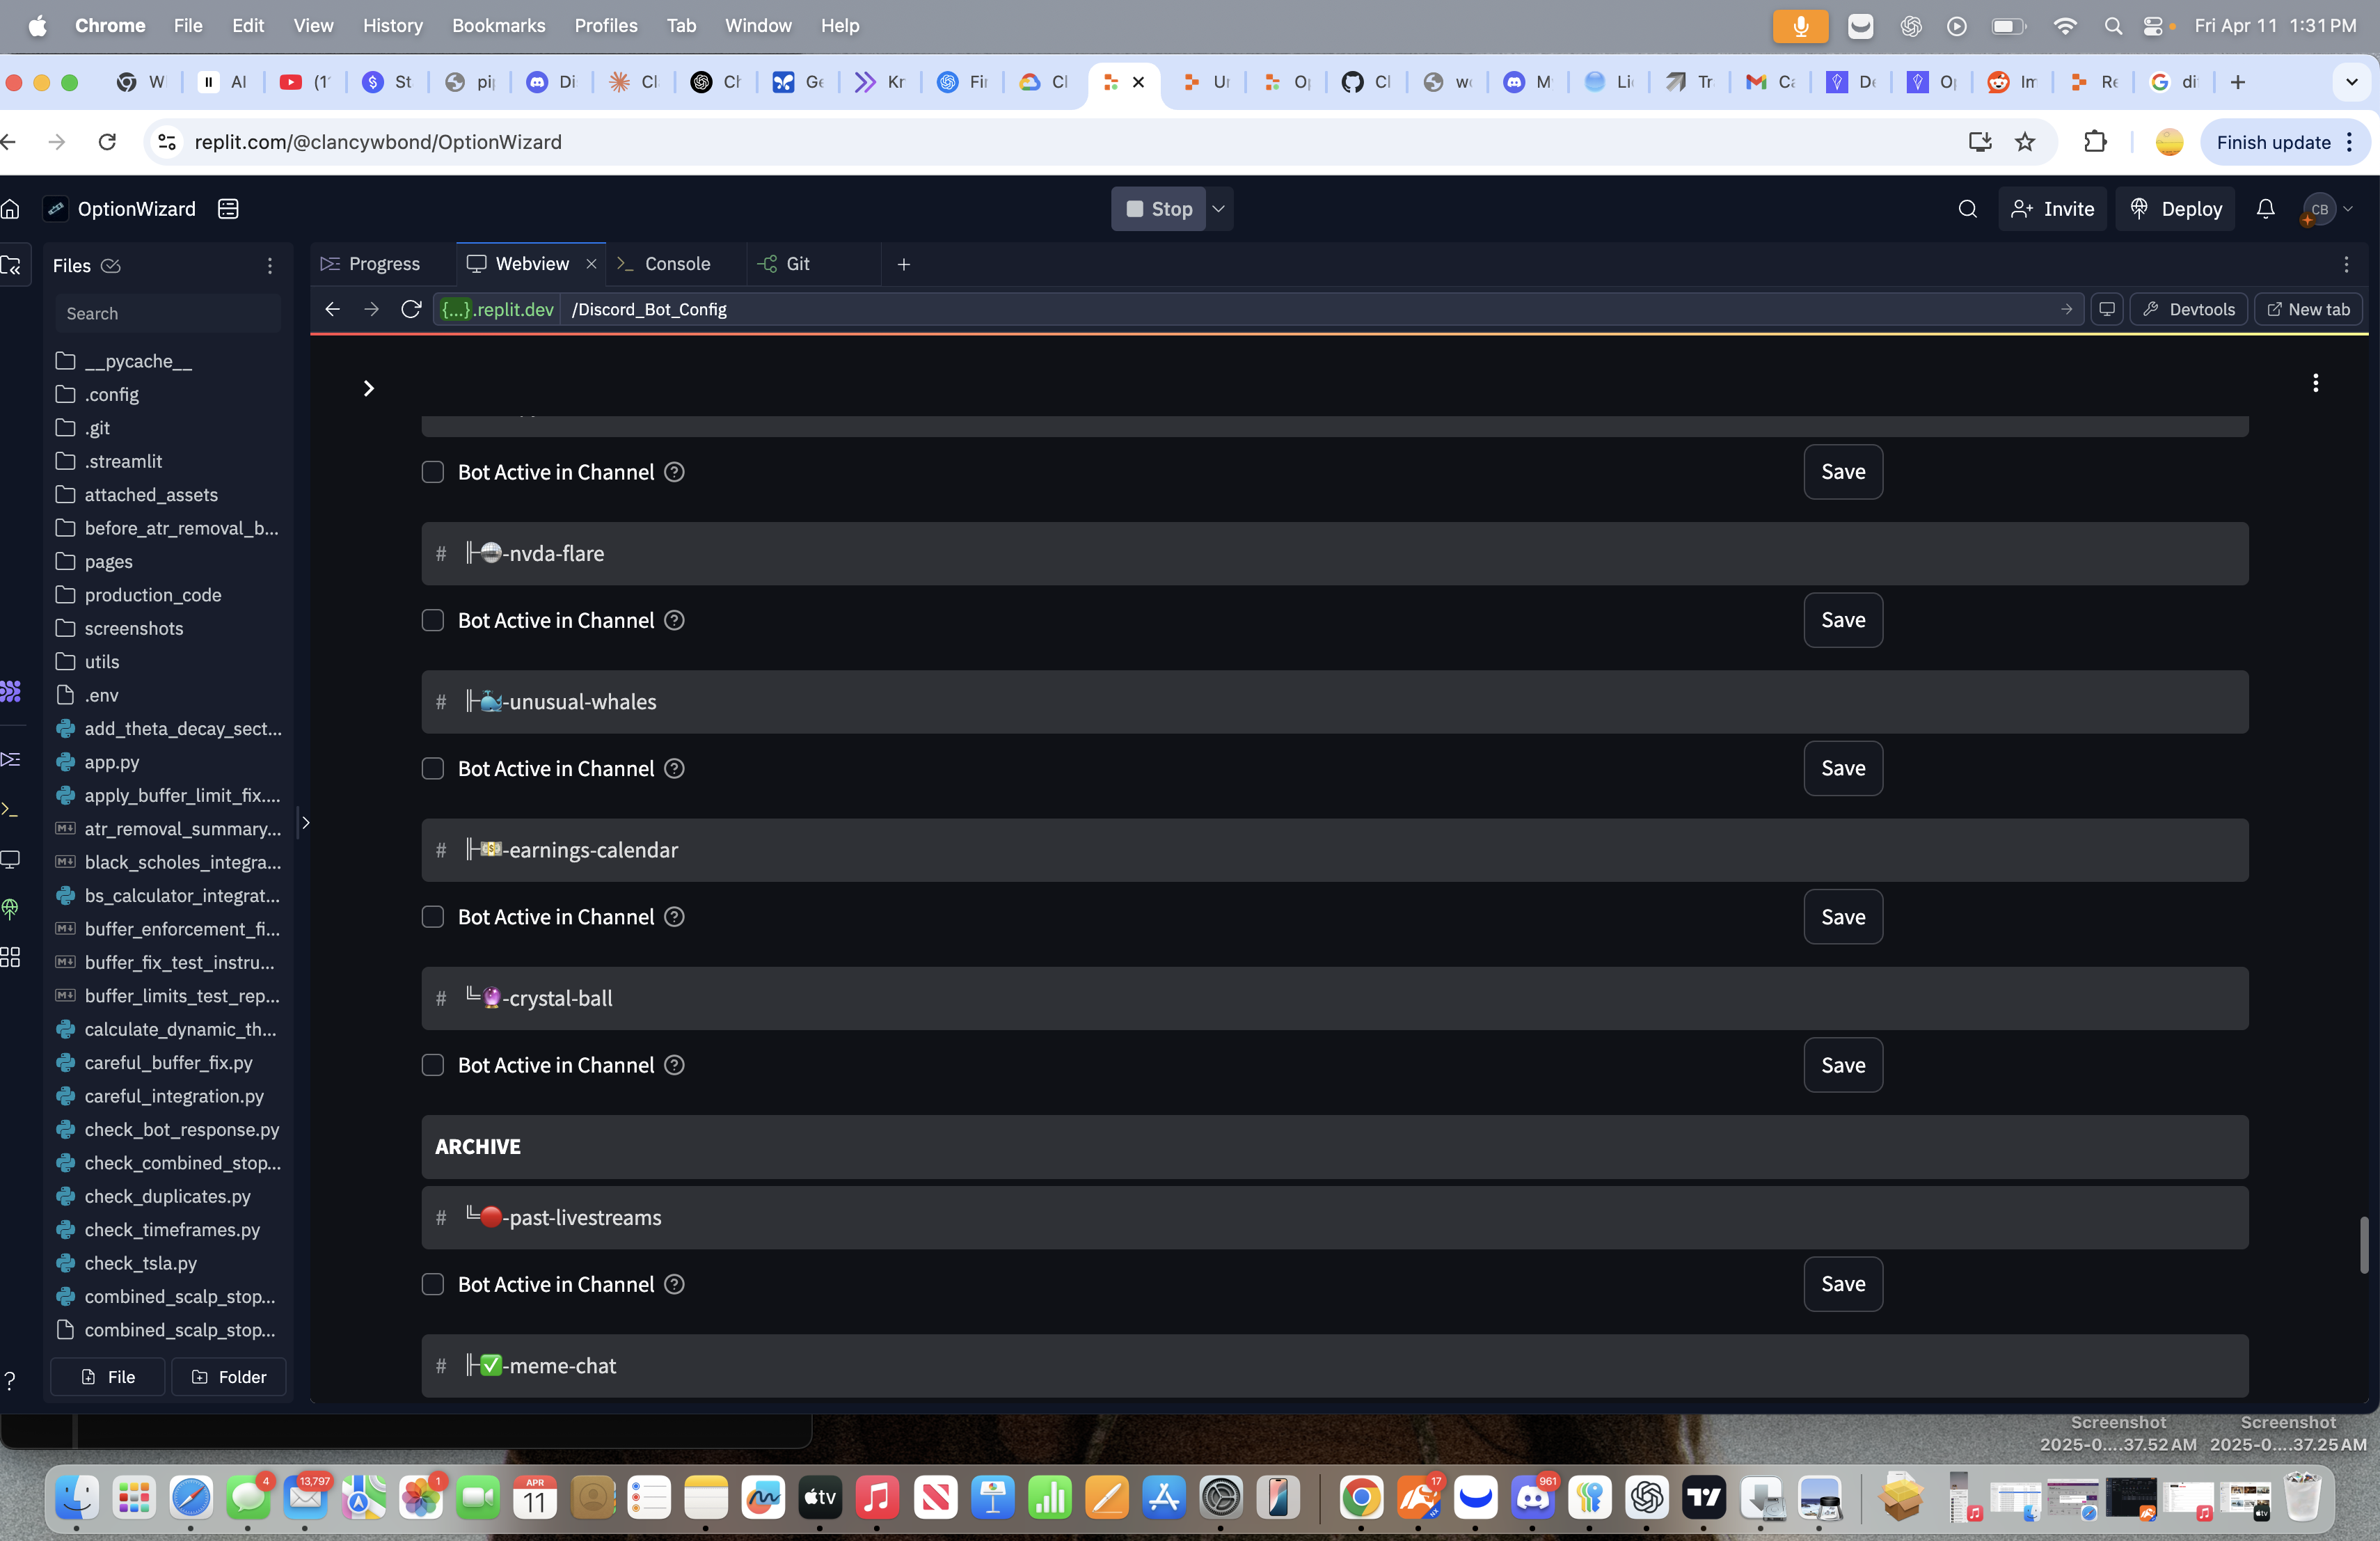 Chrome File Edit View History Bookmarks Profiles Tab Window Help Fri Apr 11 1:31 PM
W AI (1 St pi Di Cl Ch Ge Kr Fir Cl Ur O Cl w M Li Tr Ca De O Im Re di
replit.com/@clancywbond/OptionWizard Finish update
OptionWizard Stop Invite Deploy CB
Files Progress Webview Console Git
Search {...}.replit.dev /Discord_Bot_Config Devtools New tab
__pycache__
.config
.git
.streamlit
attached_assets
before_atr_removal_b...
pages
production_code
screenshots
utils
.env
add_theta_decay_sect...
app.py
apply_buffer_limit_fix....
atr_removal_summary...
black_scholes_integra...
bs_calculator_integrat...
buffer_enforcement_fi...
buffer_fix_test_instru...
buffer_limits_test_rep...
calculate_dynamic_th...
careful_buffer_fix.py
careful_integration.py
check_bot_response.py
check_combined_stop...
check_duplicates.py
check_timeframes.py
check_tsla.py
combined_scalp_stop...
combined_scalp_stop...
File Folder
Bot Active in Channel Save
# ╟🪩-nvda-flare
Bot Active in Channel Save
# ╟🐳-unusual-whales
Bot Active in Channel Save
# ╟💵-earnings-calendar
Bot Active in Channel Save
# ╙🔮-crystal-ball
Bot Active in Channel Save
ARCHIVE
# ╙🔴-past-livestreams
Bot Active in Channel Save
# ╟✅-meme-chat
Screenshot Screenshot
2025-0....37.52 AM 2025-0....37.25 AM
4 13,797 1 APR 11 tv 17 961